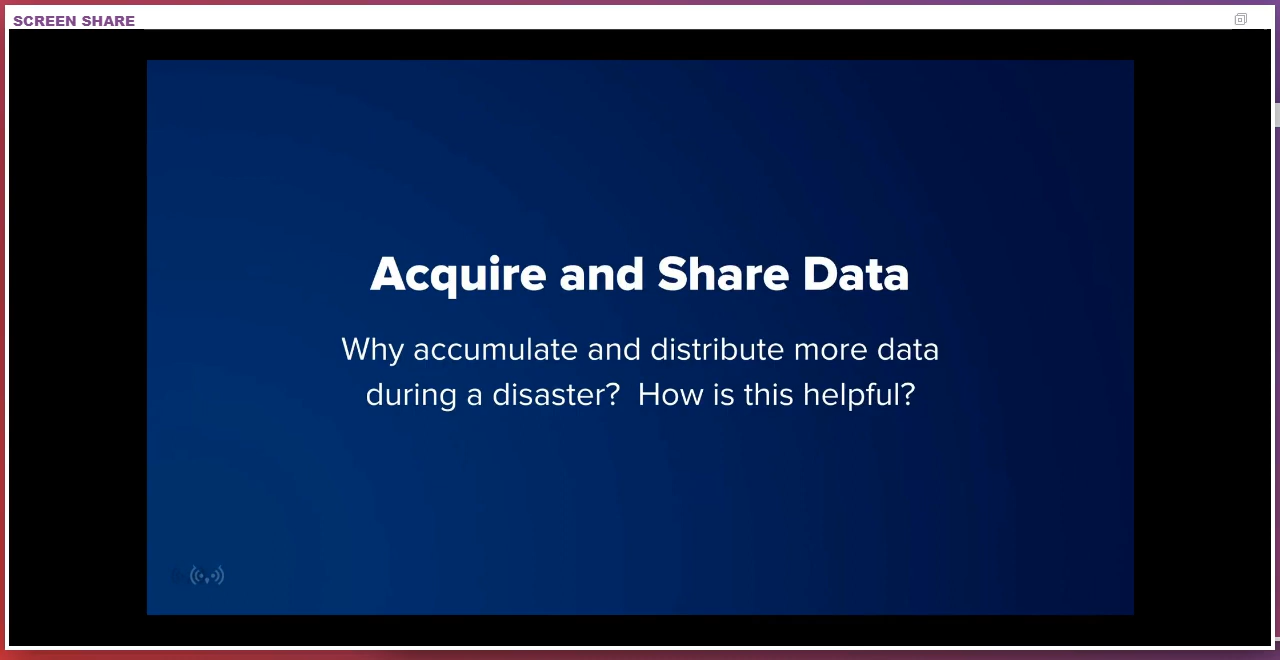 SCREEN SHARE
Acquire and Share Data
Why accumulate and distribute more data
during a disaster?  How is this helpful?